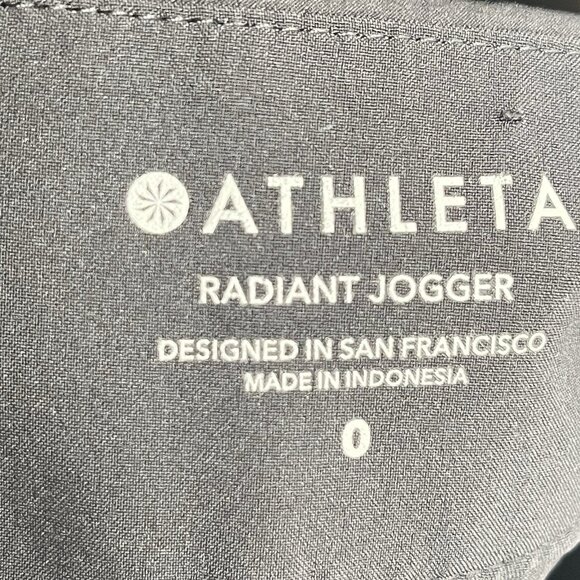 ATHLETA
RADIANT JOGGER
DESIGNED IN SAN FRANCISCO
MADE IN INDONESIA
0